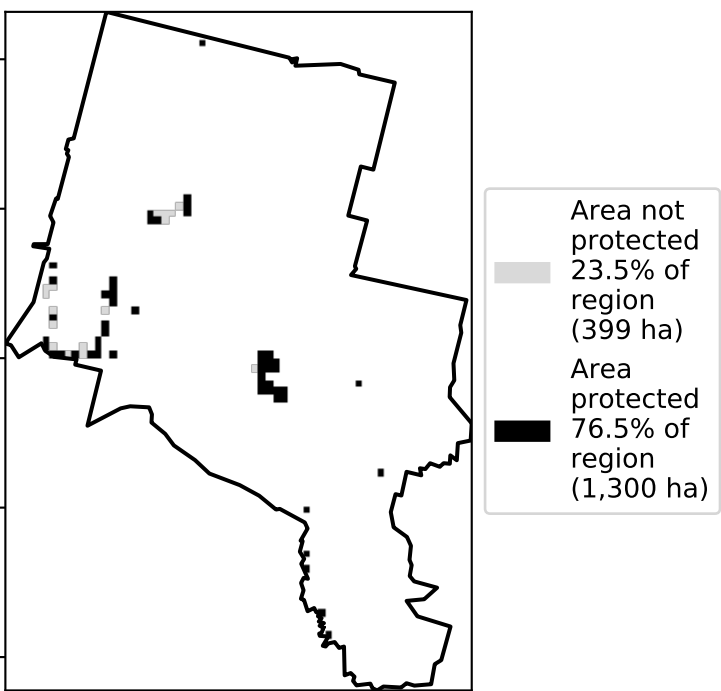 Area not
protected
23.5% of
region
(399 ha)
Area
protected
76.5% of
region
(1,300 ha)